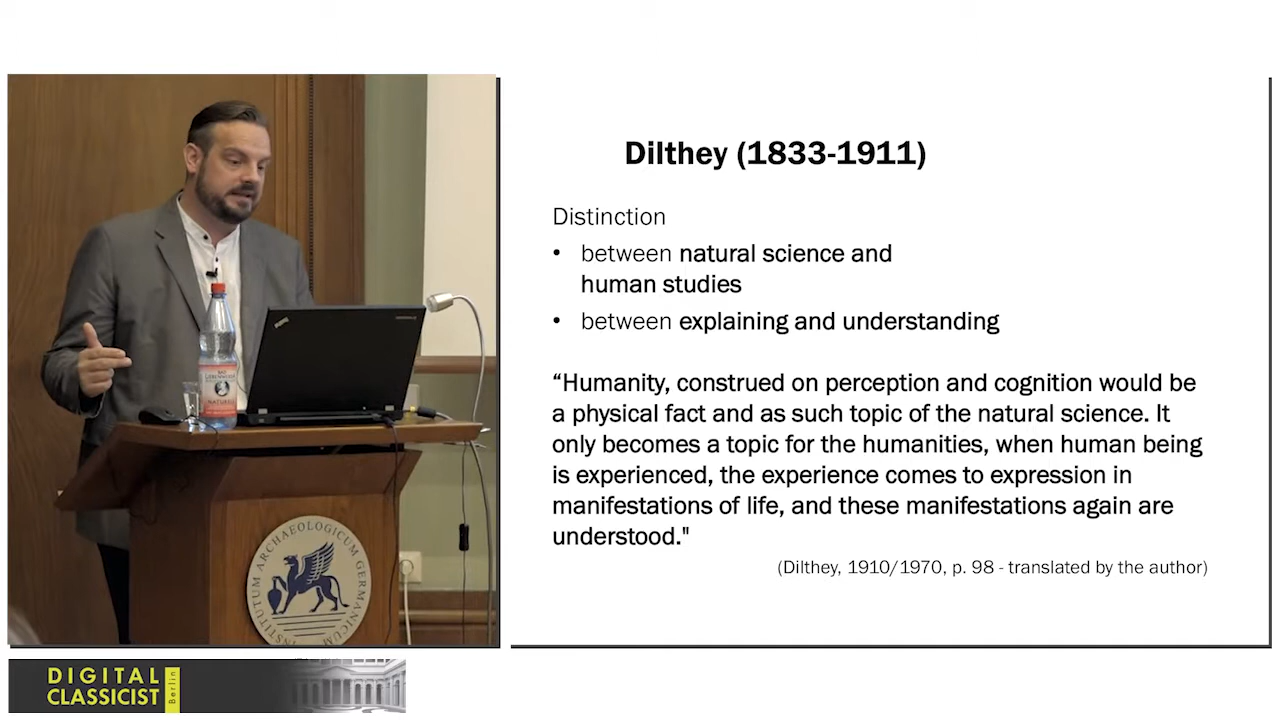 Dilthey (1833-1911)
Distinction
• between natural science and
human studies
• between explaining and understanding
“Humanity, construed on perception and cognition would be
a physical fact and as such topic of the natural science. It
only becomes a topic for the humanities, when human being
is experienced, the experience comes to expression in
manifestations of life, and these manifestations again are
understood."
(Dilthey, 1910/1970, p. 98 - translated by the author)
INSTITUTUM ARCHAEOLOGICUM GERMANICUM
NATURELL
DIGITAL
CLASSICIST
Berlin